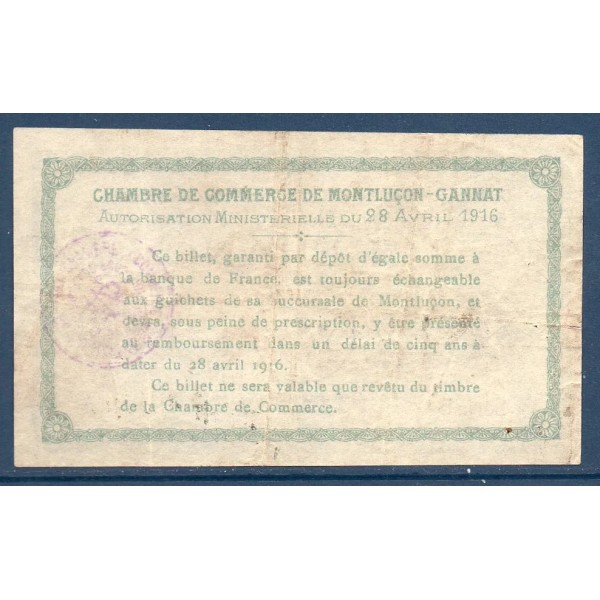 CHAMBRE DE COMMERCE DE MONTLUÇON-GANNAT
AUTORISATION MINISTERIELLE DU 28 AVRIL 1916
Ce billet, garanti par dépôt d'égale somme à
la banque de France, est toujours échangeable
aux guichets de sa succursale de Montluçon, et
devra, sous peine de prescription, y être présenté
au remboursement dans un délai de cinq ans à
dater du 28 avril 1916.
Ce billet ne sera valable que revêtu du timbre
de la Chambre de Commerce.